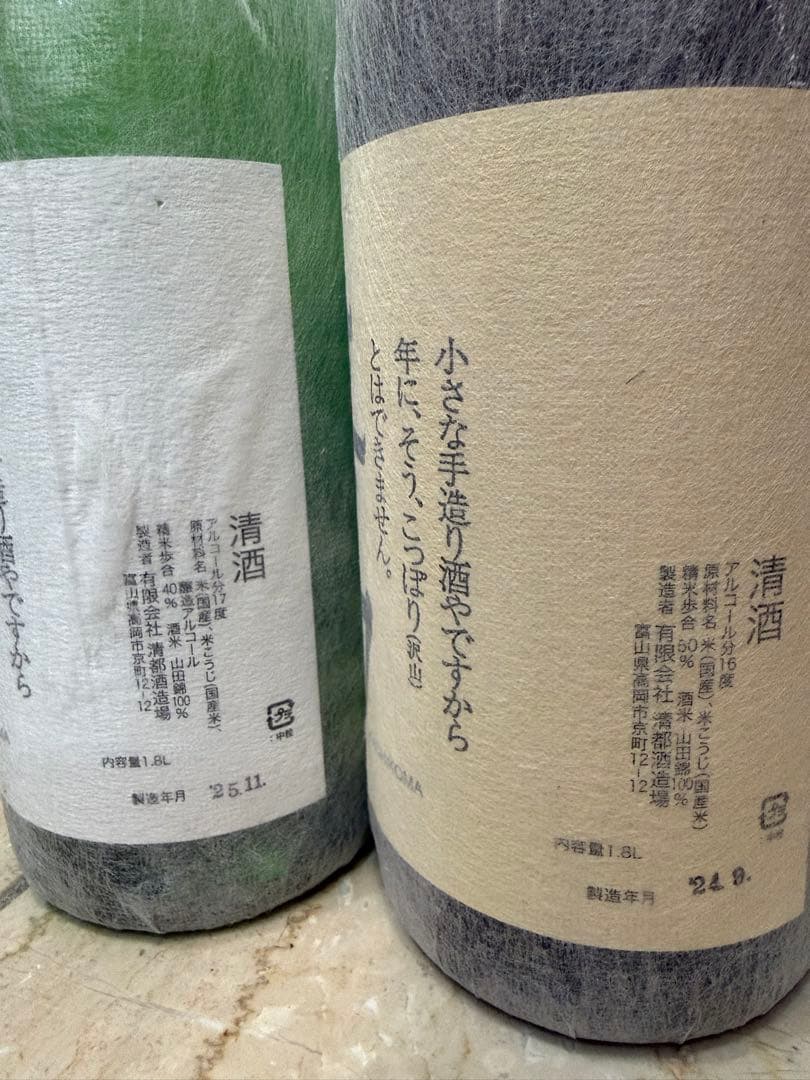 清酒
アルコール分17度
原材料名 米(国産)、米こうじ(国産米)、
醸造アルコール
精米歩合 40% 酒米 山田錦100%
製造者 有限会社 清都酒造場
富山県高岡市京町12-12
造り酒やですから
内容量1.8L
製造年月 '25.11.
小さな手造り酒やですから
年に、そう、こっぽり(沢山)
とはできません。
清酒
アルコール分16度
原材料名 米(国産)、米こうじ(国産米)
精米歩合 50% 酒米 山田錦100%
製造者 有限会社 清都酒造場
富山県高岡市京町12-12
内容量1.8L
製造年月 '24.9.